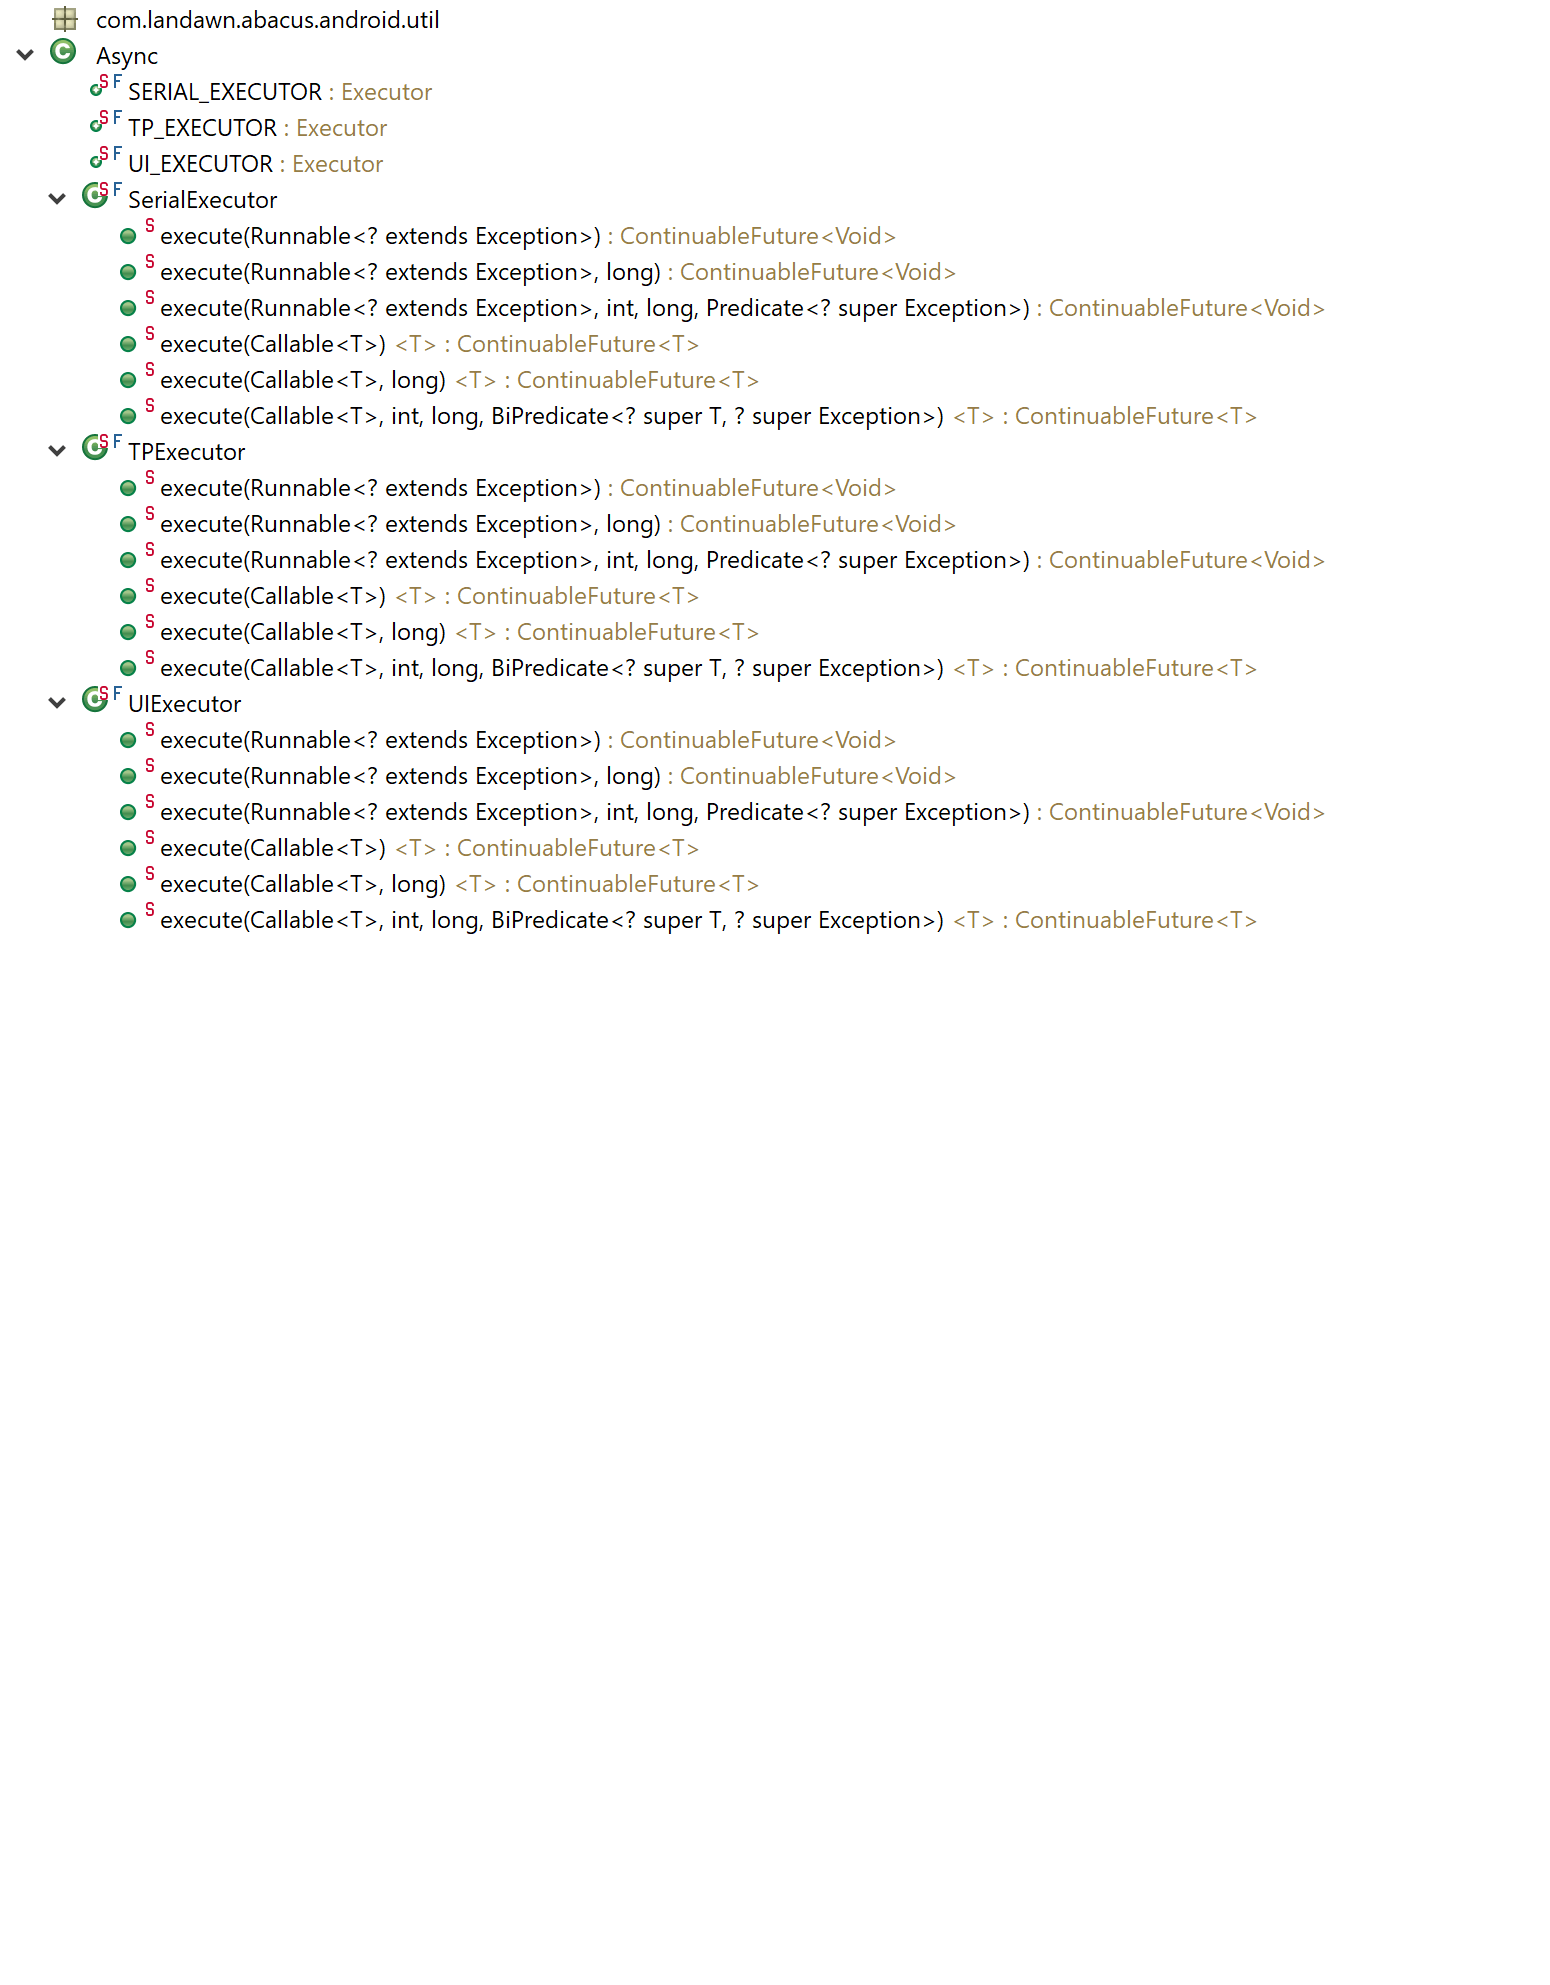 com.landawn.abacus.android.util
Async
SERIAL_EXECUTOR : Executor
TP_EXECUTOR : Executor
UI_EXECUTOR : Executor
SerialExecutor
execute(Runnable<? extends Exception>) : ContinuableFuture<Void>
execute(Runnable<? extends Exception>, long) : ContinuableFuture<Void>
execute(Runnable<? extends Exception>, int, long, Predicate<? super Exception>) : ContinuableFuture<Void>
execute(Callable<T>) <T> : ContinuableFuture<T>
execute(Callable<T>, long) <T> : ContinuableFuture<T>
execute(Callable<T>, int, long, BiPredicate<? super T, ? super Exception>) <T> : ContinuableFuture<T>
TPExecutor
execute(Runnable<? extends Exception>) : ContinuableFuture<Void>
execute(Runnable<? extends Exception>, long) : ContinuableFuture<Void>
execute(Runnable<? extends Exception>, int, long, Predicate<? super Exception>) : ContinuableFuture<Void>
execute(Callable<T>) <T> : ContinuableFuture<T>
execute(Callable<T>, long) <T> : ContinuableFuture<T>
execute(Callable<T>, int, long, BiPredicate<? super T, ? super Exception>) <T> : ContinuableFuture<T>
UIExecutor
execute(Runnable<? extends Exception>) : ContinuableFuture<Void>
execute(Runnable<? extends Exception>, long) : ContinuableFuture<Void>
execute(Runnable<? extends Exception>, int, long, Predicate<? super Exception>) : ContinuableFuture<Void>
execute(Callable<T>) <T> : ContinuableFuture<T>
execute(Callable<T>, long) <T> : ContinuableFuture<T>
execute(Callable<T>, int, long, BiPredicate<? super T, ? super Exception>) <T> : ContinuableFuture<T>